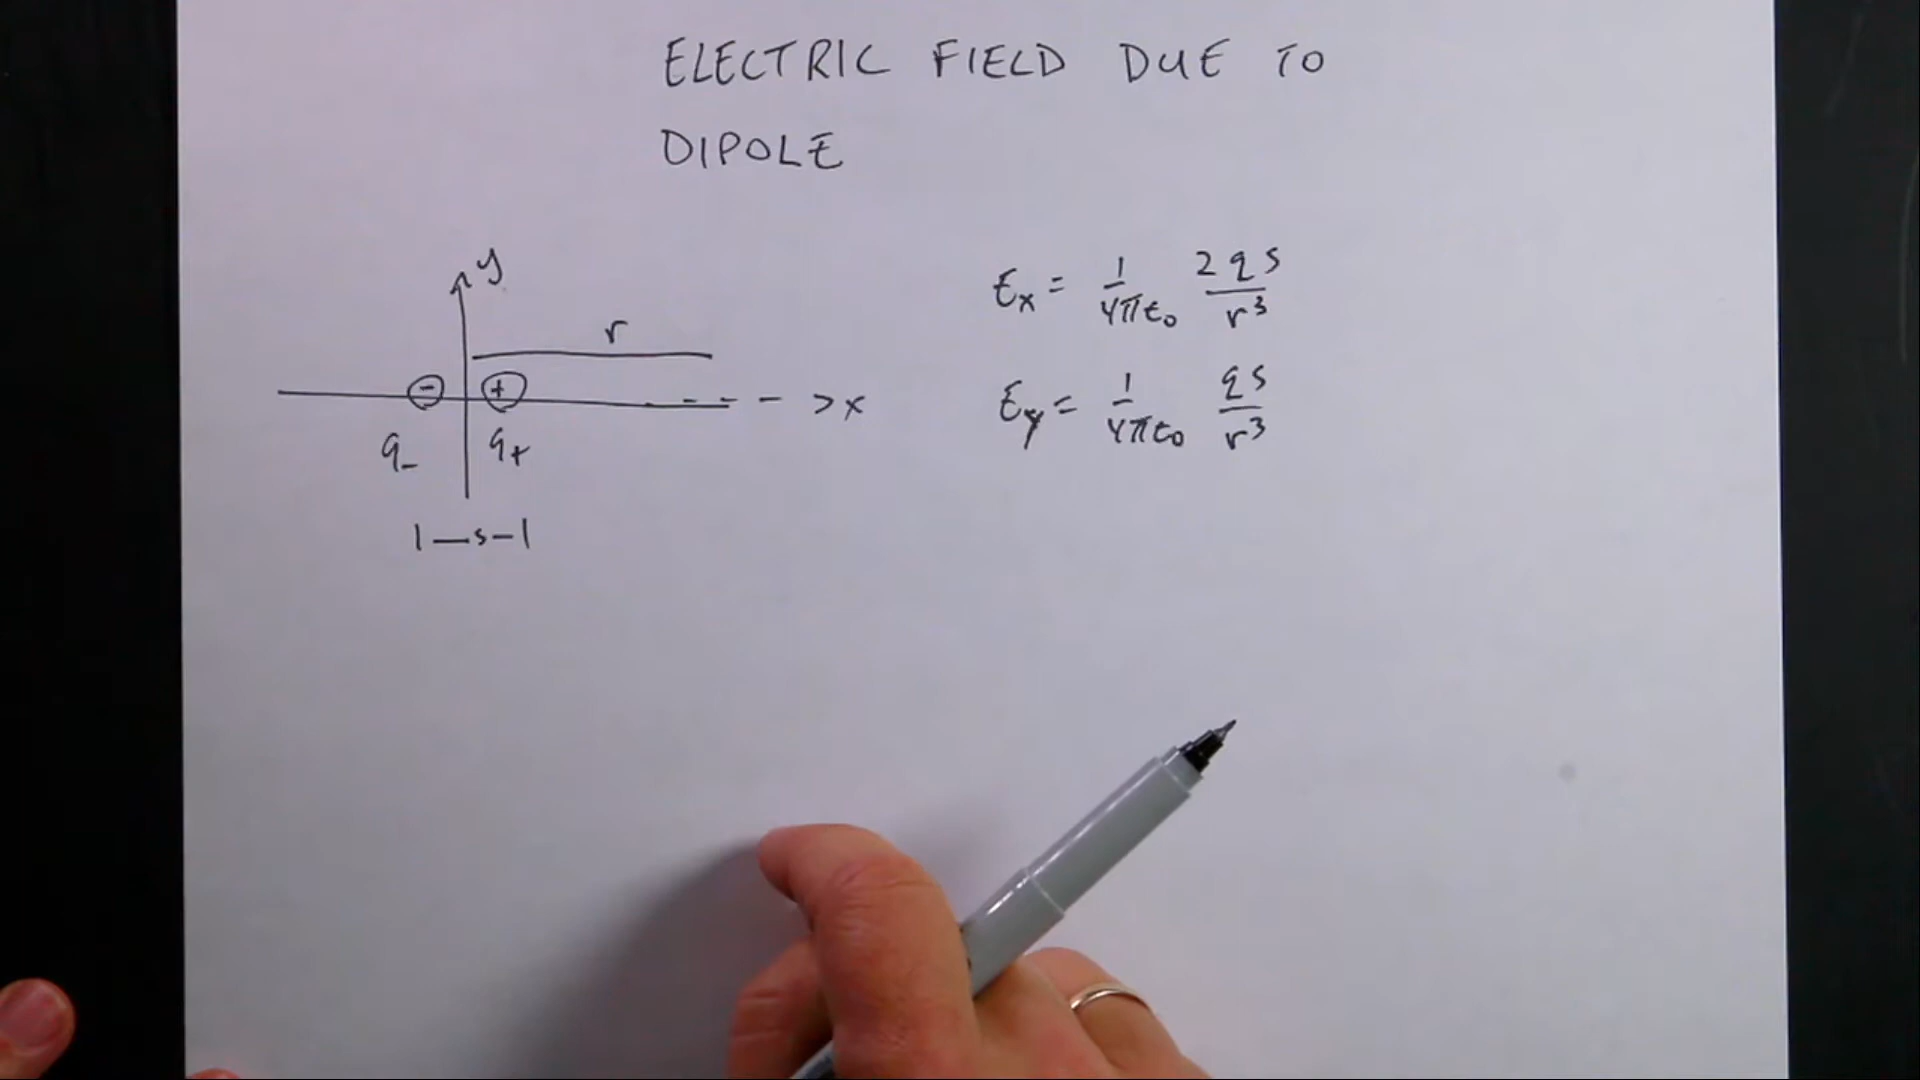 ELECTRIC FIELD DUE TO
DIPOLE
y
r
- + > x
q- q+
|—s-|
Ex = 1/4πε0 2qs/r³
Ey = 1/4πε0 qs/r³